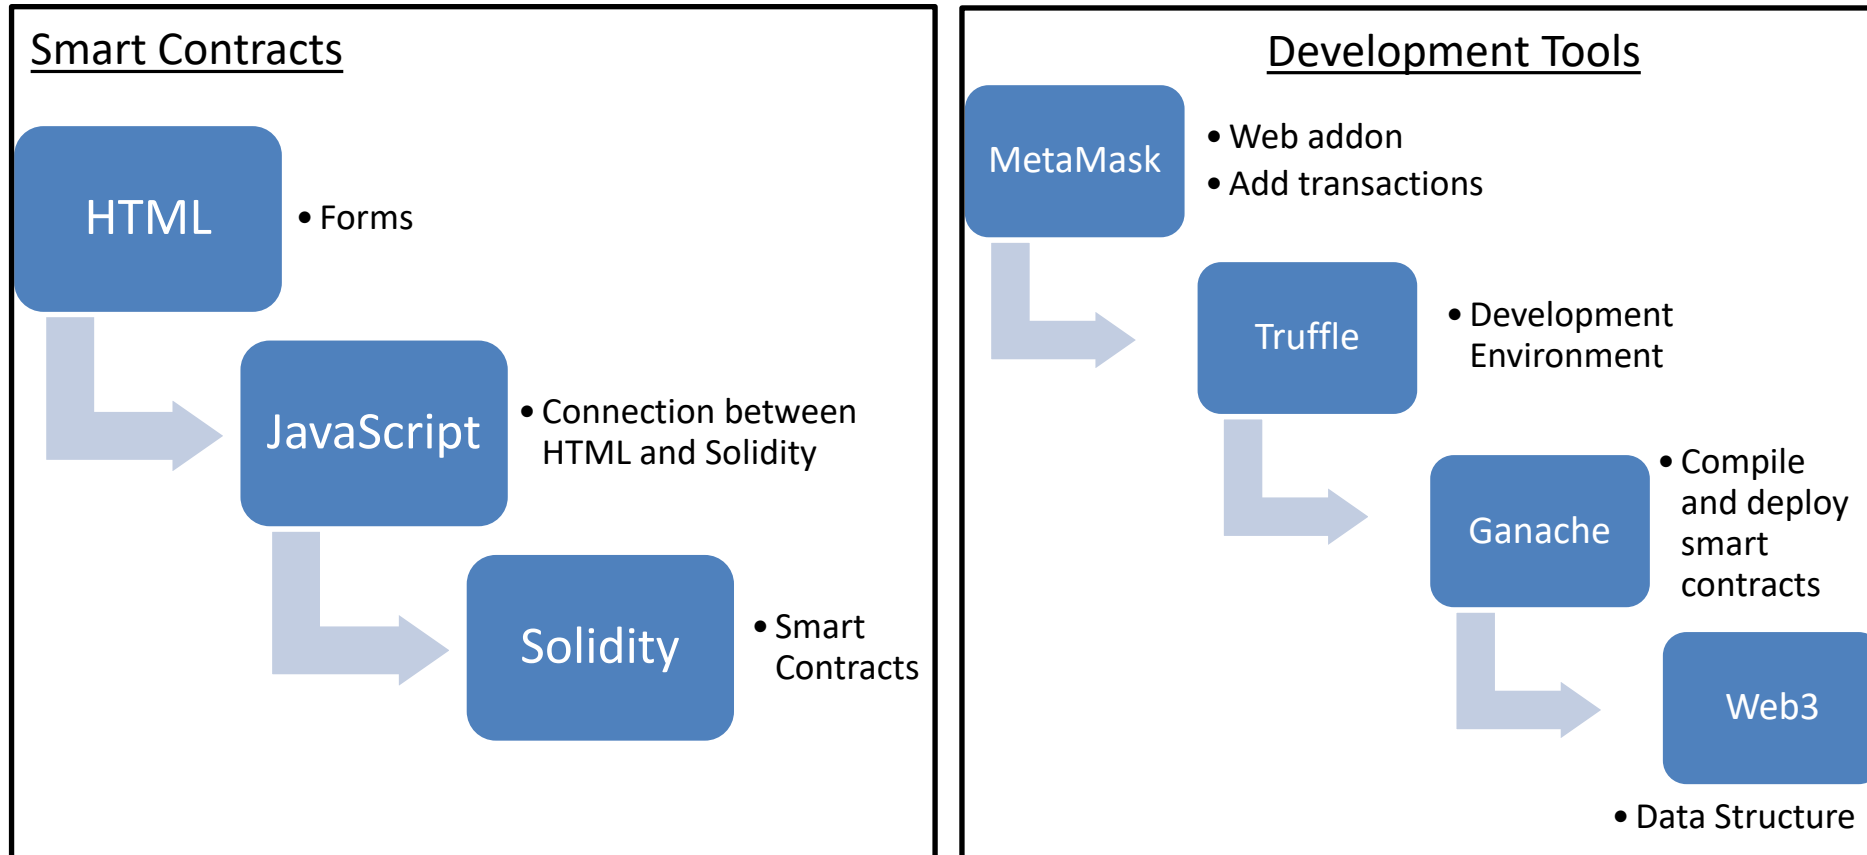 Smart Contracts
HTML
• Forms
JavaScript
• Connection between
HTML and Solidity
Solidity
• Smart
Contracts
Development Tools
MetaMask
• Web addon
• Add transactions
Truffle
• Development
Environment
Ganache
• Compile
and deploy
smart
contracts
Web3
• Data Structure